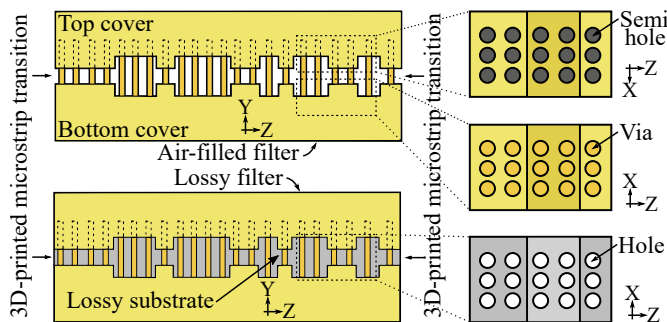 3D-printed microstrip transition
Top cover
Bottom cover
Y
Z
Air-filled filter
Lossy filter
Lossy substrate
Y
Z
3D-printed microstrip transition
Semi
hole
Z
X
Via
X
Z
Hole
X
Z